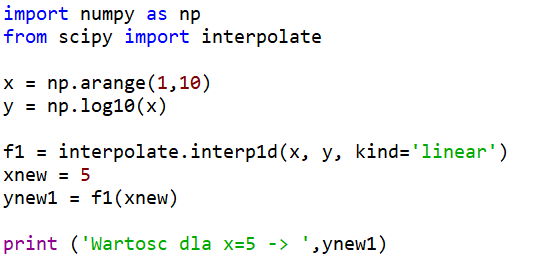 import numpy as np
from scipy import interpolate
x = np.arange(1,10)
y = np.log10(x)
f1 = interpolate.interp1d(x, y, kind='linear')
xnew = 5
ynew1 = f1(xnew)
print ('Wartosc dla x=5 -> ',ynew1)